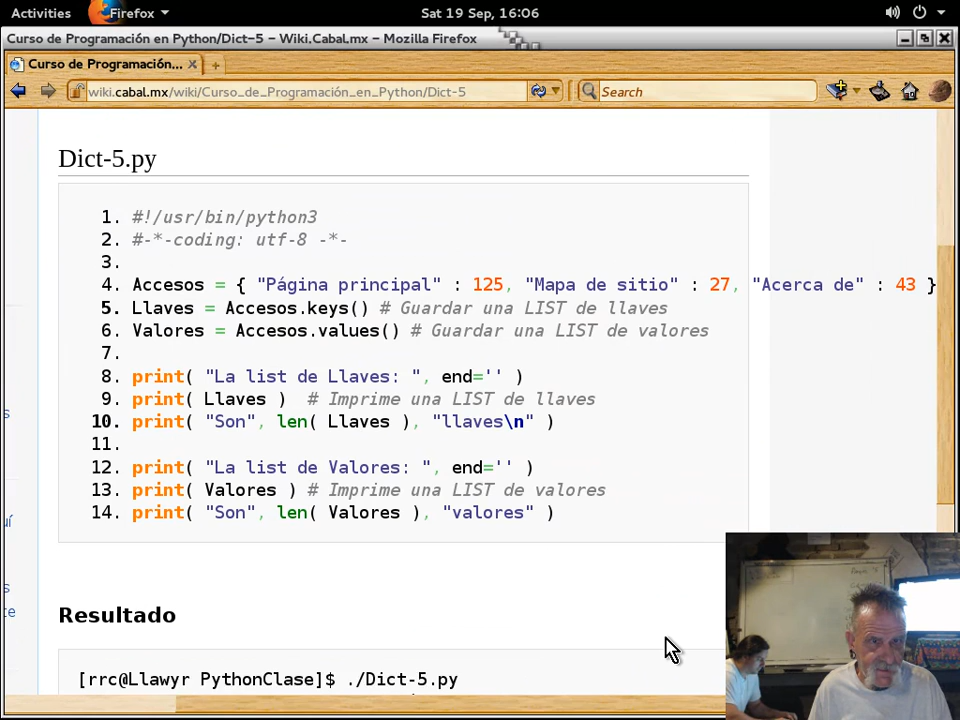 Activities Firefox Sat 19 Sep, 16:06
Curso de Programación en Python/Dict-5 – Wiki.Cabal.mx – Mozilla Firefox
Curso de Programación...
wiki.cabal.mx/wiki/Curso_de_Programación_en_Python/Dict-5 Search
Dict-5.py
1. #!/usr/bin/python3
2. #-*-coding: utf-8 -*-
3.
4. Accesos = { "Página principal" : 125, "Mapa de sitio" : 27, "Acerca de" : 43 }
5. Llaves = Accesos.keys() # Guardar una LIST de llaves
6. Valores = Accesos.values() # Guardar una LIST de valores
7.
8. print( "La list de Llaves: ", end='' )
9. print( Llaves )  # Imprime una LIST de llaves
10. print( "Son", len( Llaves ), "llaves\n" )
11.
12. print( "La list de Valores: ", end='' )
13. print( Valores ) # Imprime una LIST de valores
14. print( "Son", len( Valores ), "valores" )
Resultado
[rrc@Llawyr PythonClase]$ ./Dict-5.py